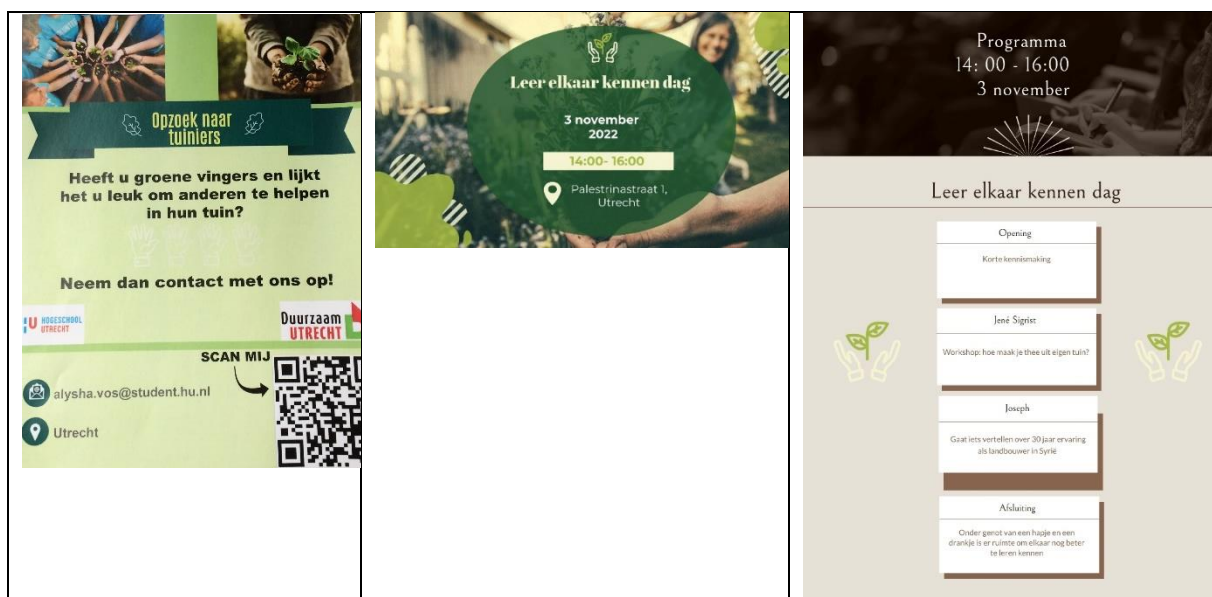 Opzoek naar
tuiniers
Heeft u groene vingers en lijkt
het u leuk om anderen te helpen
in hun tuin?
Neem dan contact met ons op!
HU HOGESCHOOL
UTRECHT
Duurzaam
UTRECHT
SCAN MIJ
alysha.vos@student.hu.nl
Utrecht
Leer elkaar kennen dag
3 november
2022
14:00- 16:00
Palestrinastraat 1,
Utrecht
Programma
14: 00 - 16:00
3 november
Leer elkaar kennen dag
Opening
Korte kennismaking
Jené Sigrist
Workshop: hoe maak je thee uit eigen tuin?
Joseph
Gaat iets vertellen over 30 jaar ervaring
als landbouwer in Syrië
Afsluiting
Onder genot van een hapje en een
drankje is er ruimte om elkaar nog beter
te leren kennen